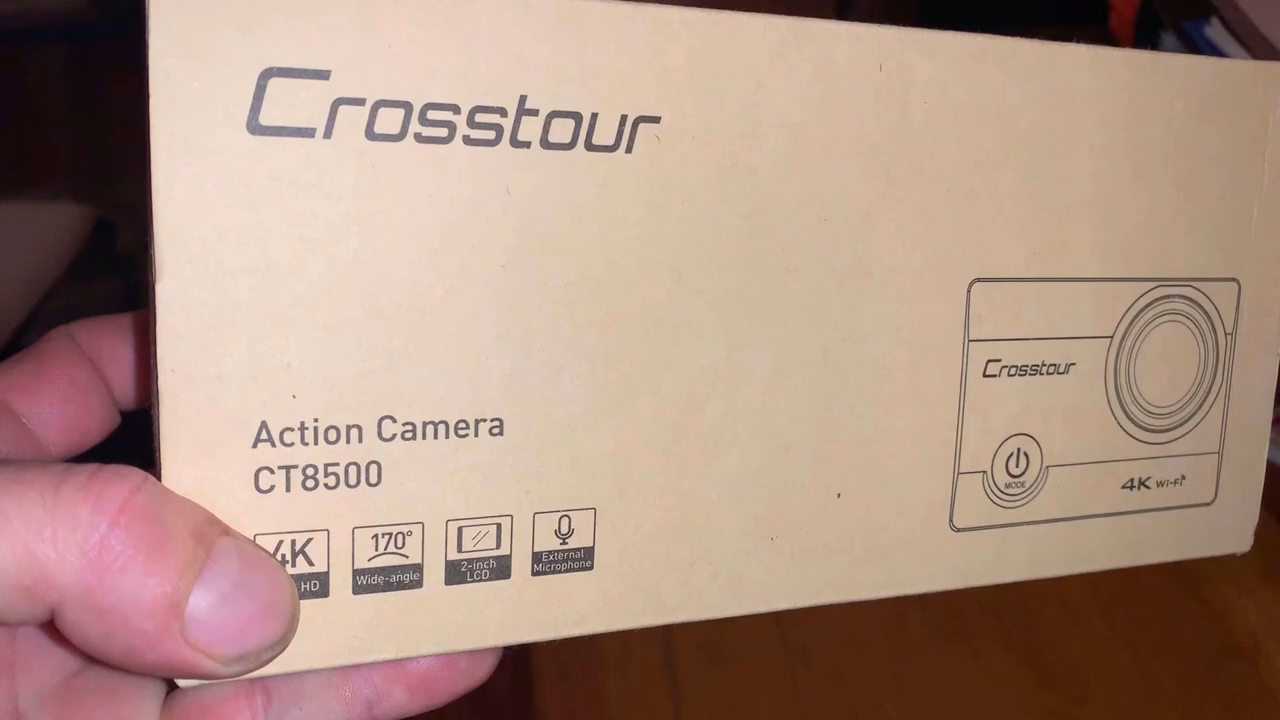 Crosstour
Action Camera
CT8500
4K
HD
170°
Wide-angle
2-inch
LCD
External
Microphone
Crosstour
MODE
4K Wi-Fi